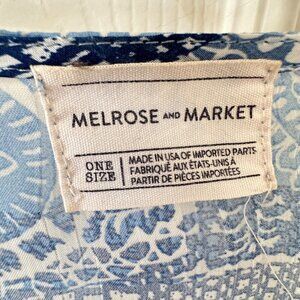 MELROSE AND MARKET
ONE SIZE
MADE IN USA OF IMPORTED PARTS
FABRIQUÉ AUX ÉTATS-UNIS À
PARTIR DE PIÈCES IMPORTÉES